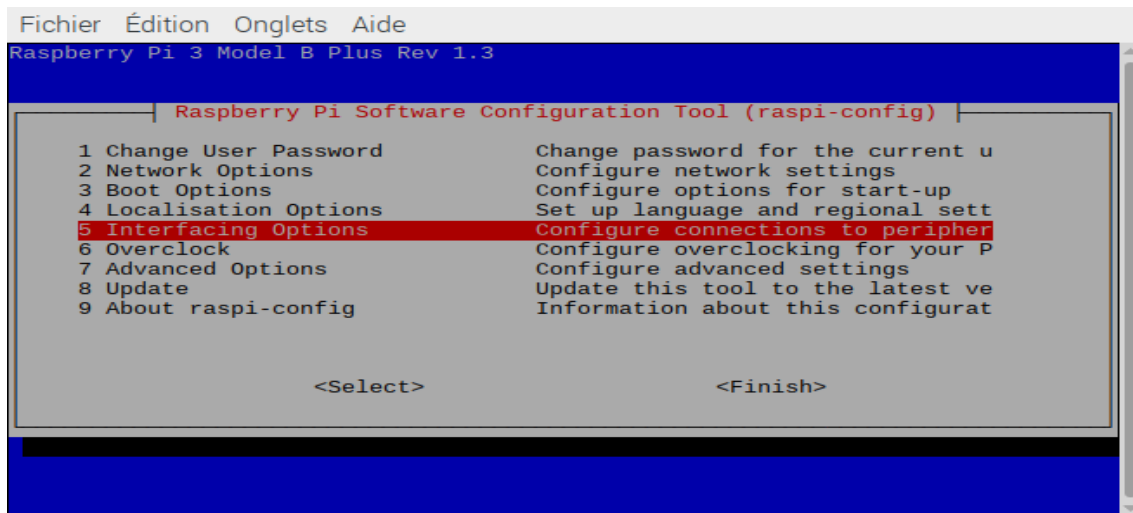 Fichier Édition Onglets Aide
Raspberry Pi 3 Model B Plus Rev 1.3
Raspberry Pi Software Configuration Tool (raspi-config)
1 Change User Password Change password for the current u
2 Network Options Configure network settings
3 Boot Options Configure options for start-up
4 Localisation Options Set up language and regional sett
5 Interfacing Options Configure connections to peripher
6 Overclock Configure overclocking for your P
7 Advanced Options Configure advanced settings
8 Update Update this tool to the latest ve
9 About raspi-config Information about this configurat
<Select> <Finish>